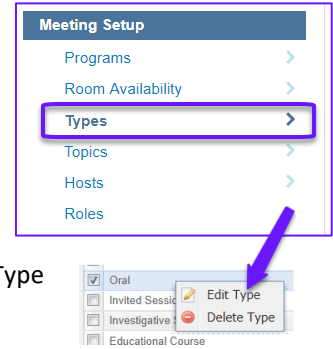 Meeting Setup
Programs
Room Availability
Types
Topics
Hosts
Roles
Type
Oral
Edit Type
Invited
Delete Type
Investigative
Educational Course